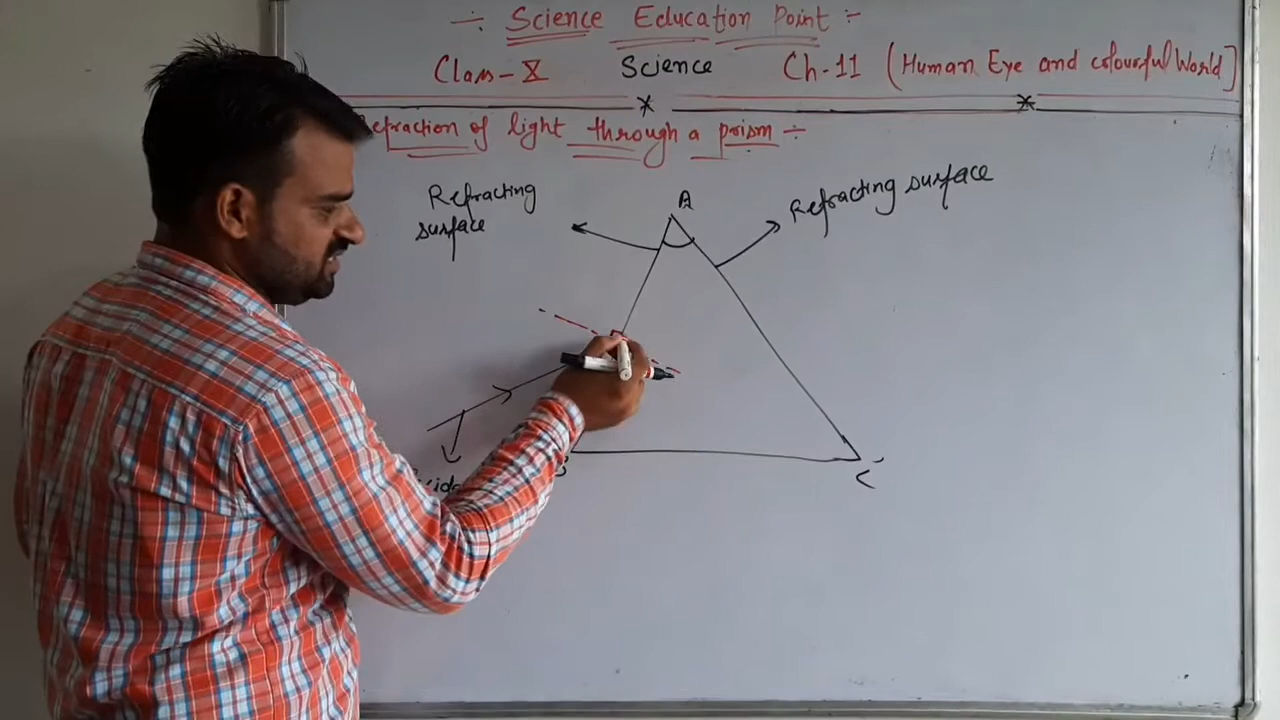 ÷ Science Education Point ÷
Class-X Science Ch-11 (Human Eye and colourful World]
efraction of light through a prism ÷
Refracting surface
Refracting
surface
A
C